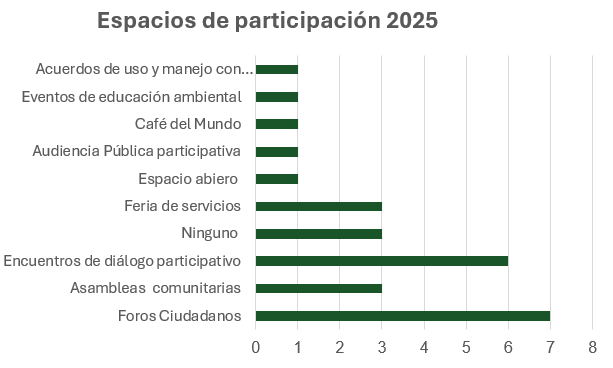 Espacios de participación 2025
Acuerdos de uso y manejo con...
Eventos de educación ambiental
Café del Mundo
Audiencia Pública participativa
Espacio abiero
Feria de servicios
Ninguno
Encuentros de diálogo participativo
Asambleas comunitarias
Foros Ciudadanos
0 1 2 3 4 5 6 7 8